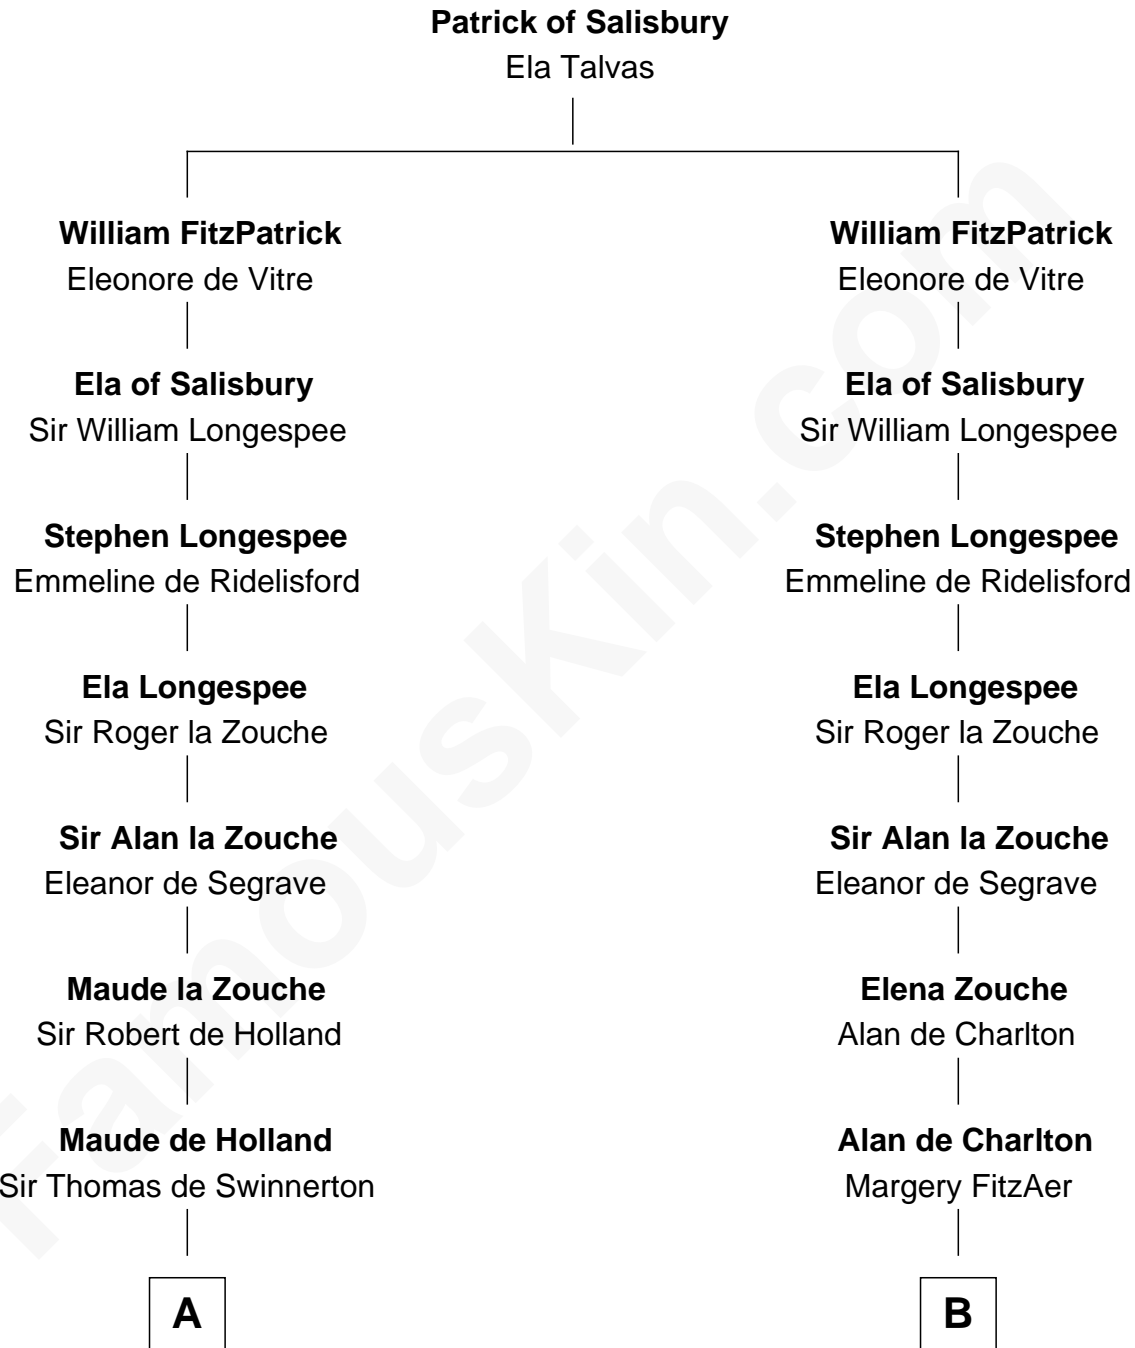 Patrick of Salisbury
Ela Talvas
William FitzPatrick
Eleonore de Vitre
Ela of Salisbury
Sir William Longespee
Stephen Longespee
Emmeline de Ridelisford
Ela Longespee
Sir Roger la Zouche
Sir Alan la Zouche
Eleanor de Segrave
Maude la Zouche
Sir Robert de Holland
Maude de Holland
Sir Thomas de Swinnerton
A
William FitzPatrick
Eleonore de Vitre
Ela of Salisbury
Sir William Longespee
Stephen Longespee
Emmeline de Ridelisford
Ela Longespee
Sir Roger la Zouche
Sir Alan la Zouche
Eleanor de Segrave
Elena Zouche
Alan de Charlton
Alan de Charlton
Margery FitzAer
B
FamousKin.com